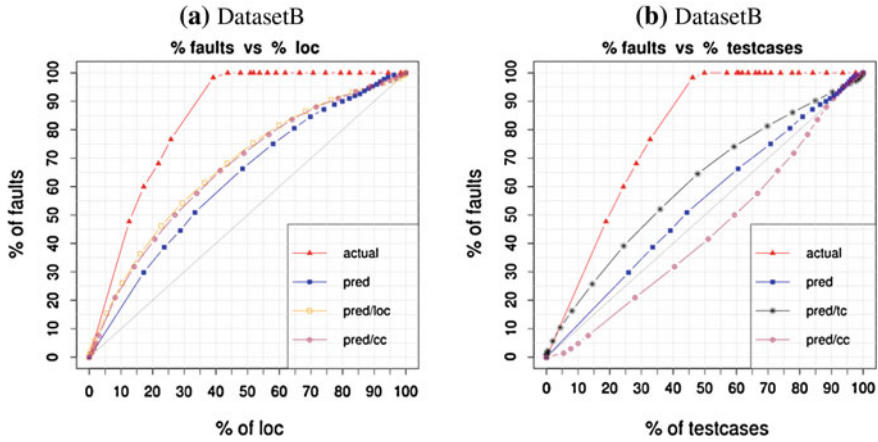 (a) DatasetB
% faults vs % loc
% of faults
100
90
80
70
60
50
40
30
20
10
0
actual
pred
pred/loc
pred/cc
0 10 20 30 40 50 60 70 80 90 100
% of loc
(b) DatasetB
% faults vs % testcases
% of faults
100
90
80
70
60
50
40
30
20
10
0
actual
pred
pred/tc
pred/cc
0 10 20 30 40 50 60 70 80 90 100
% of testcases